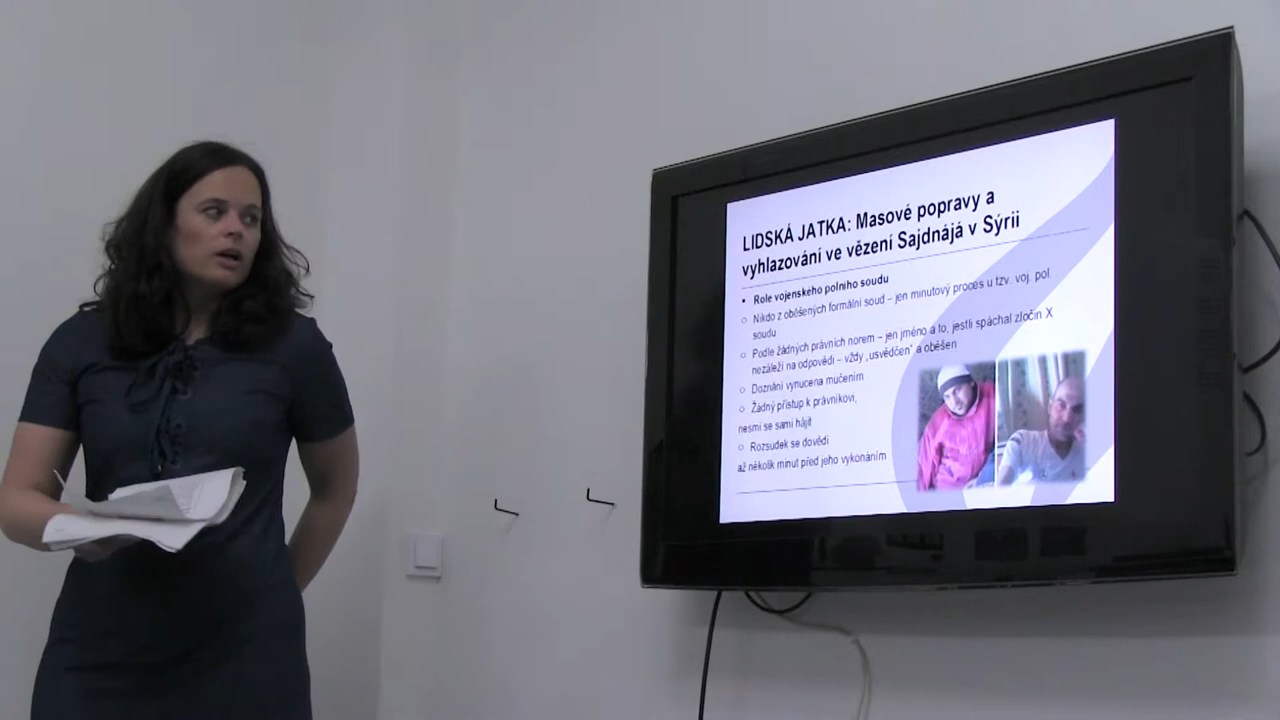 LIDSKÁ JATKA: Masové popravy a
vyhlazování ve vězení Sajdnájá v Sýrii
• Role vojenského polního soudu
○ Nikdo z oběšených formální soud – jen minutový proces u tzv. voj. pol.
soudu
○ Podle žádných právních norem – jen jméno a to, jestli spáchal zločin X
nezáleží na odpovědi – vždy „usvědčen“ a oběšen
○ Doznání vynucena mučením
○ Žádný přístup k právníkovi,
nesmí se sami hájit
○ Rozsudek se dovědí
až několik minut před jeho vykonáním